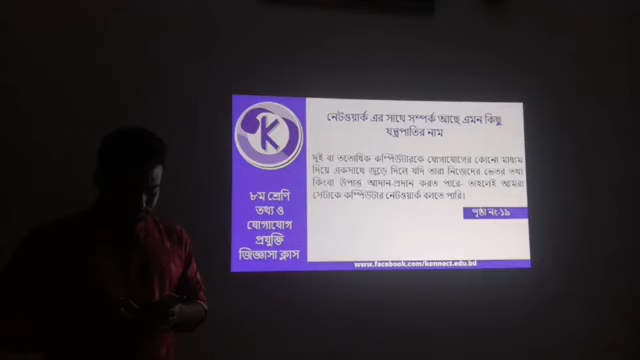 K
৮ম শ্রেণি
তথ্য ও
যোগাযোগ
প্রযুক্তি
জিজ্ঞাসা ক্লাস
নেটওয়ার্ক এর সাথে সম্পর্ক আছে এমন কিছু
যন্ত্রপাতির নাম
দুই বা ততোধিক কম্পিউটারকে যোগাযোগের কোনো মাধ্যম
দিয়ে একসাথে জুড়ে দিলে যদি তারা নিজেদের ভেতর তথ্য
কিংবা উপাত্ত আদান-প্রদান করতে পারে- তাহলেই আমরা
সেটাকে কম্পিউটার নেটওয়ার্ক বলতে পারি।
পৃষ্ঠা নং-১৯
www.facebook.com/kennect.edu.bd